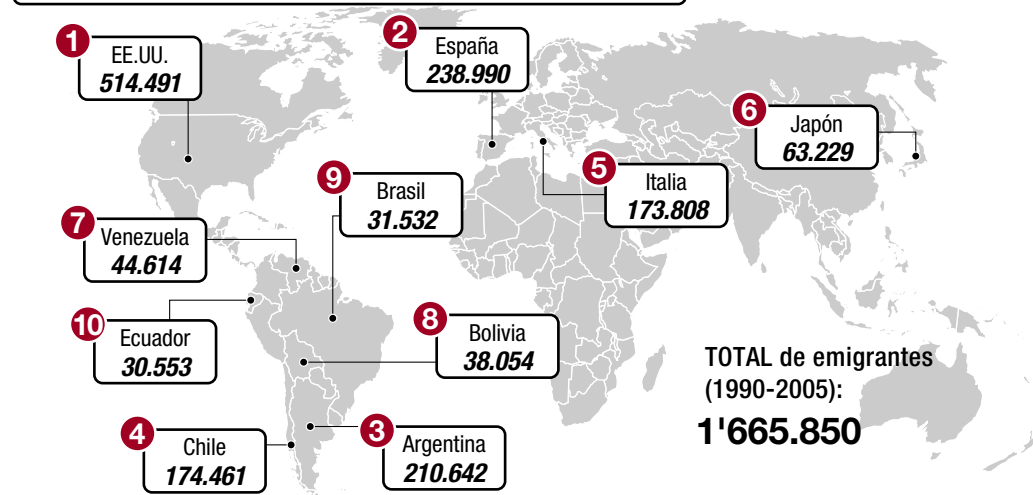 1
EE.UU.
514.491
2
España
238.990
6
Japón
63.229
5
Italia
173.808
9
Brasil
31.532
7
Venezuela
44.614
10
Ecuador
30.553
8
Bolivia
38.054
4
Chile
174.461
3
Argentina
210.642
TOTAL de emigrantes
(1990-2005):
1'665.850